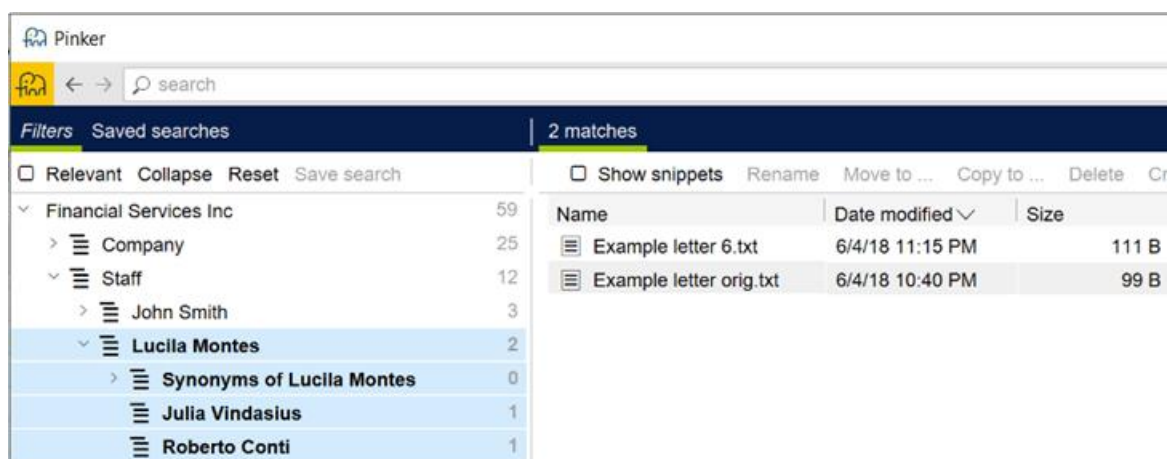 Pinker
find
search
Filters Saved searches
2 matches
Relevant Collapse Reset Save search
Show snippets Rename Move to ... Copy to ... Delete
Financial Services Inc 59
Company 25
Staff 12
John Smith 3
Lucila Montes 2
Synonyms of Lucila Montes 0
Julia Vindasius 1
Roberto Conti 1
Name Date modified Size
Example letter 6.txt 6/4/18 11:15 PM 111 B
Example letter orig.txt 6/4/18 10:40 PM 99 B